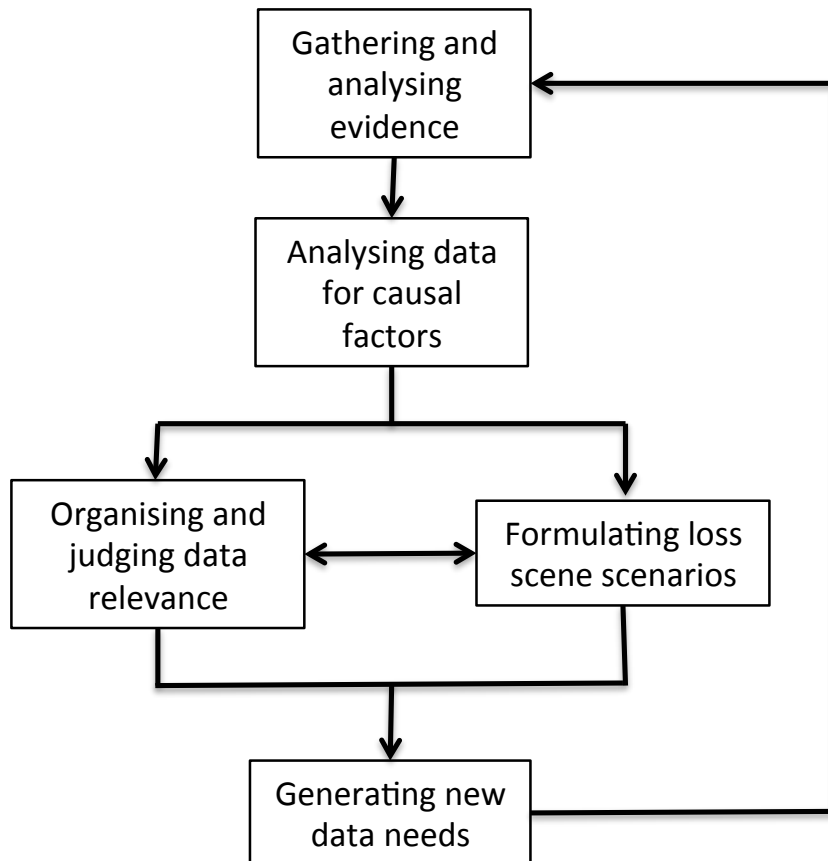 Gathering and
analysing
evidence
Analysing data
for causal
factors
Organising and
judging data
relevance
Formulating loss
scene scenarios
Generating new
data needs